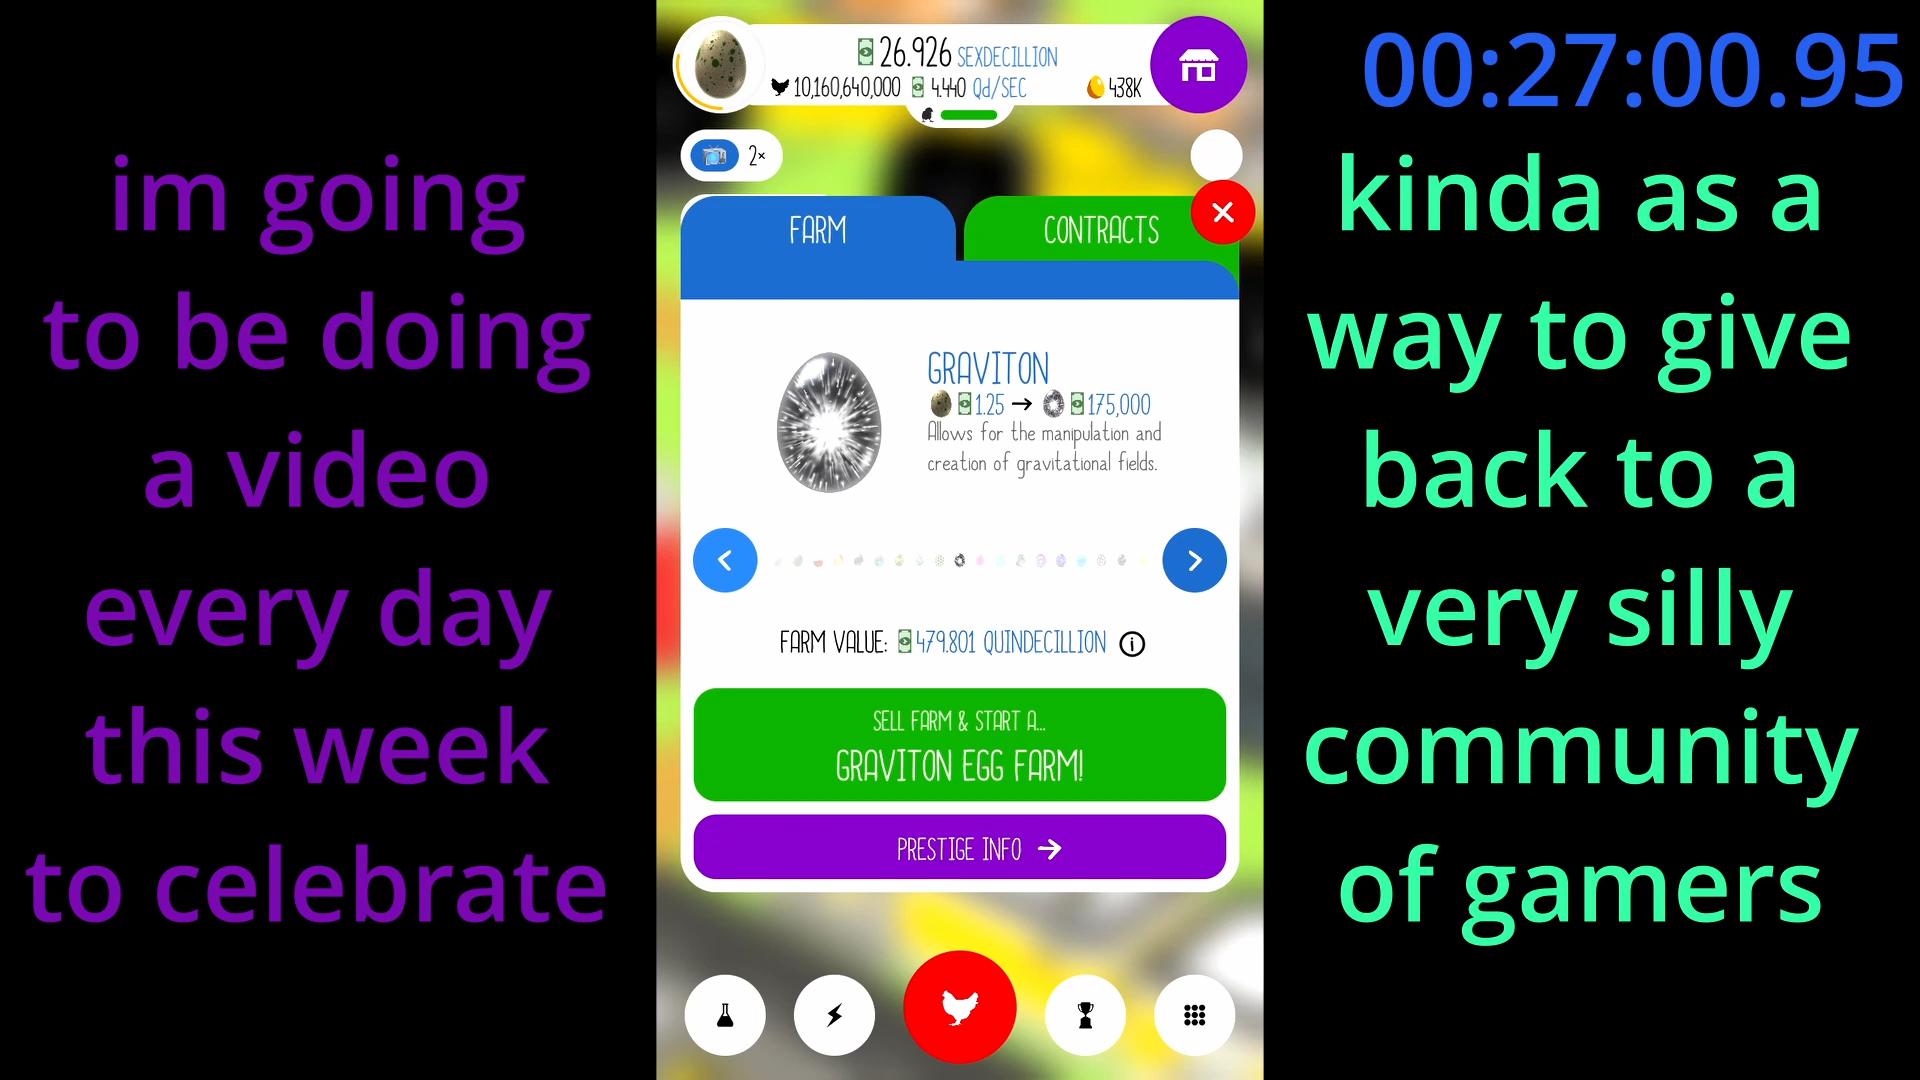 im going
to be doing
a video
every day
this week
to celebrate
26.926 SEXDECILLION
10,160,640,000 4.440 Qd/SEC 438K
2×
FARM
CONTRACTS
GRAVITON
1.25 → 175,000
Allows for the manipulation and
creation of gravitational fields.
FARM VALUE: 479.801 QUINDECILLION
SELL FARM & START A...
GRAVITON EGG FARM!
PRESTIGE INFO →
00:27:00.95
kinda as a
way to give
back to a
very silly
community
of gamers